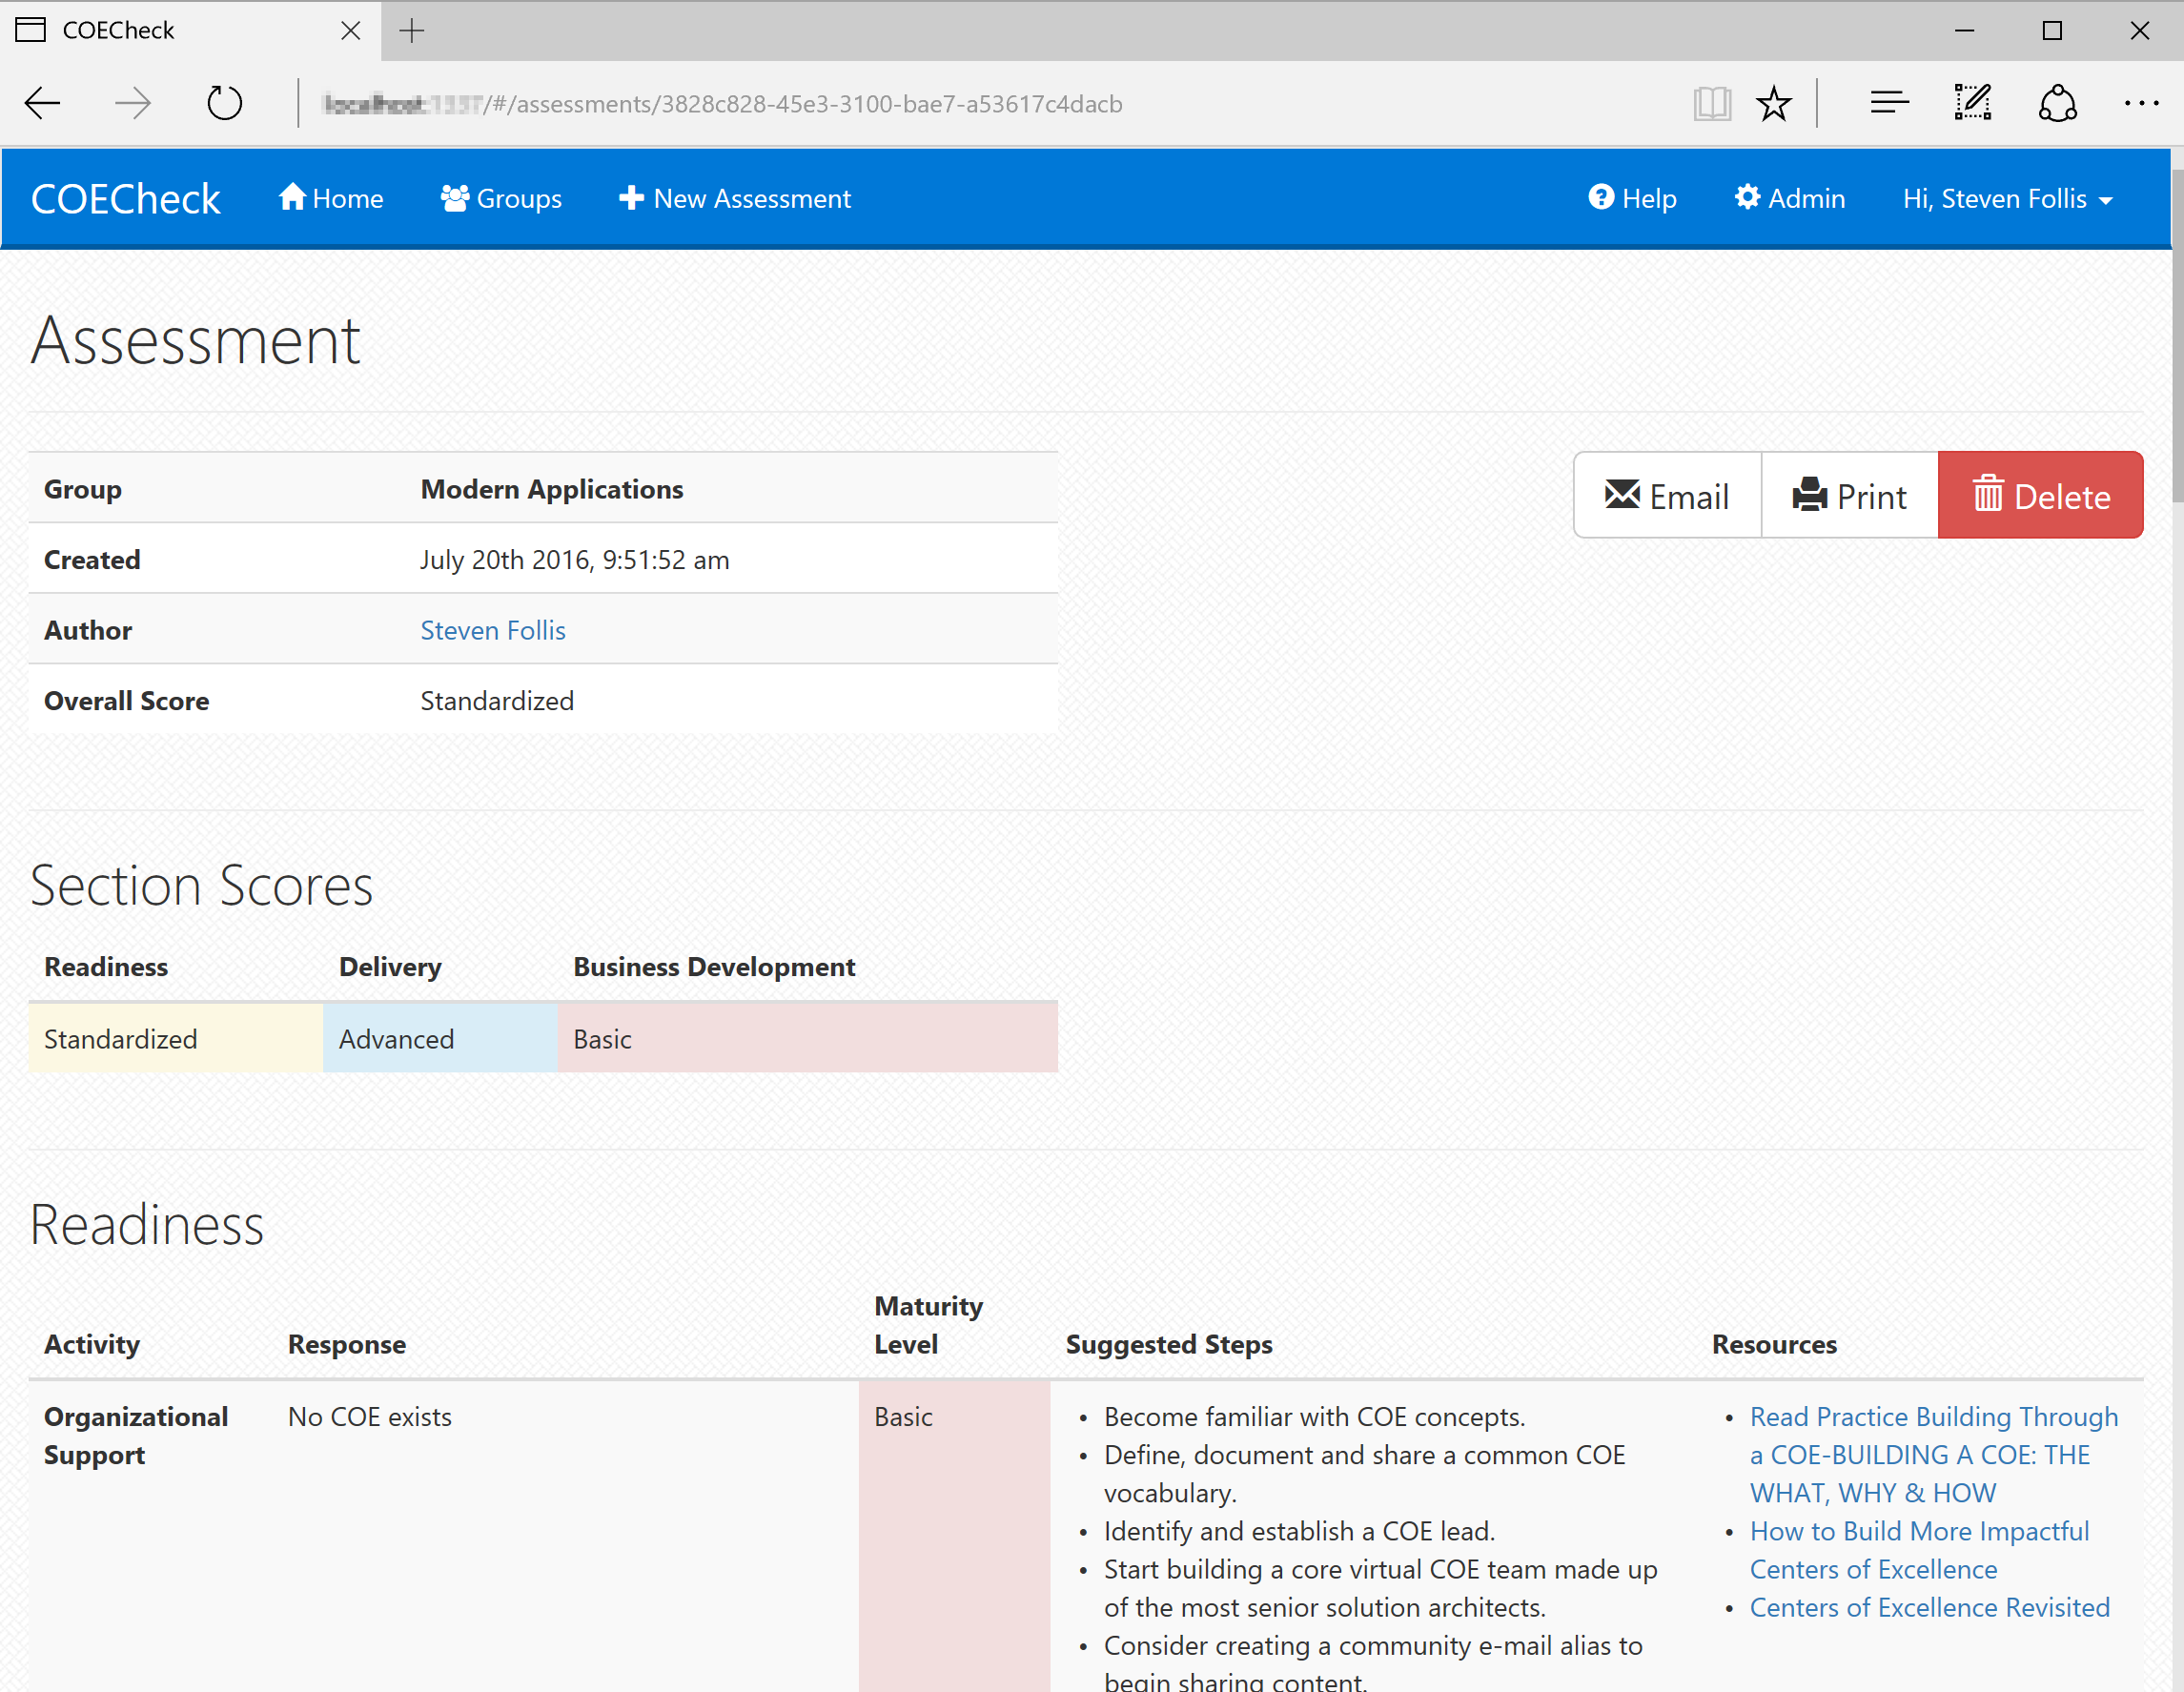 COECheck
/#/assessments/3828c828-45e3-3100-bae7-a53617c4dacb
COECheck Home Groups New Assessment Help Admin Hi, Steven Follis
Assessment
Group Modern Applications
Created July 20th 2016, 9:51:52 am
Author Steven Follis
Overall Score Standardized
Email Print Delete
Section Scores
Readiness Delivery Business Development
Standardized Advanced Basic
Readiness
Activity Response Maturity Level Suggested Steps Resources
Organizational
Support
No COE exists
Basic
• Become familiar with COE concepts.
• Define, document and share a common COE
vocabulary.
• Identify and establish a COE lead.
• Start building a core virtual COE team made up
of the most senior solution architects.
• Consider creating a community e-mail alias to
begin sharing content.
• Read Practice Building Through
a COE-BUILDING A COE: THE
WHAT, WHY & HOW
• How to Build More Impactful
Centers of Excellence
• Centers of Excellence Revisited